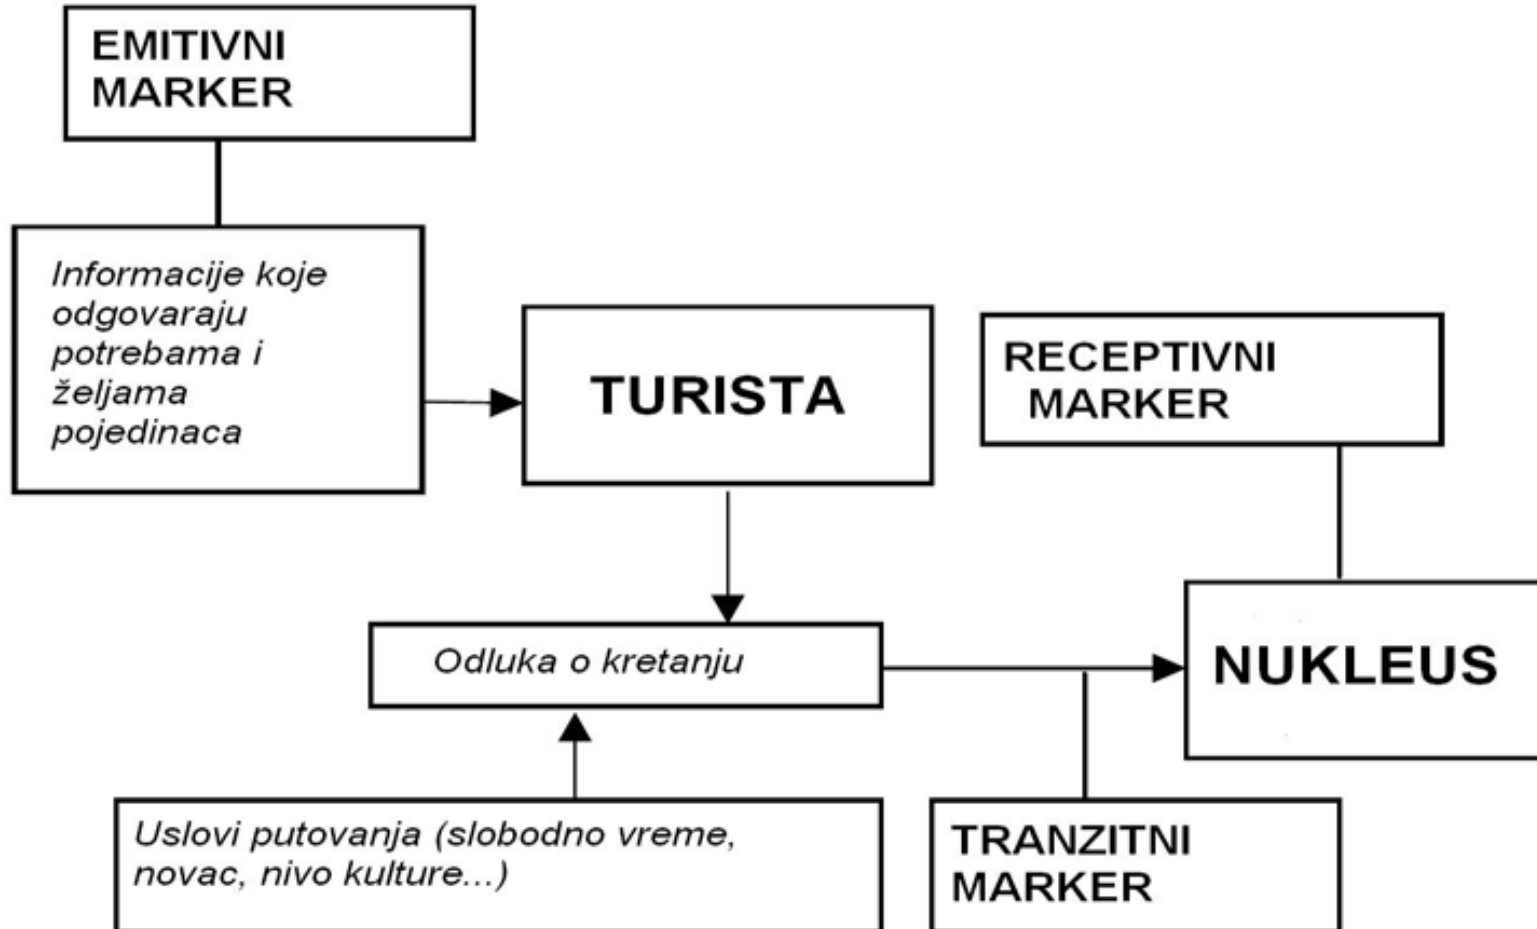 EMITIVNI
MARKER
Informacije koje
odgovaraju
potrebama i
željama
pojedinaca
TURISTA
RECEPTIVNI
MARKER
Odluka o kretanju
NUKLEUS
Uslovi putovanja (slobodno vreme,
novac, nivo kulture...)
TRANZITNI
MARKER